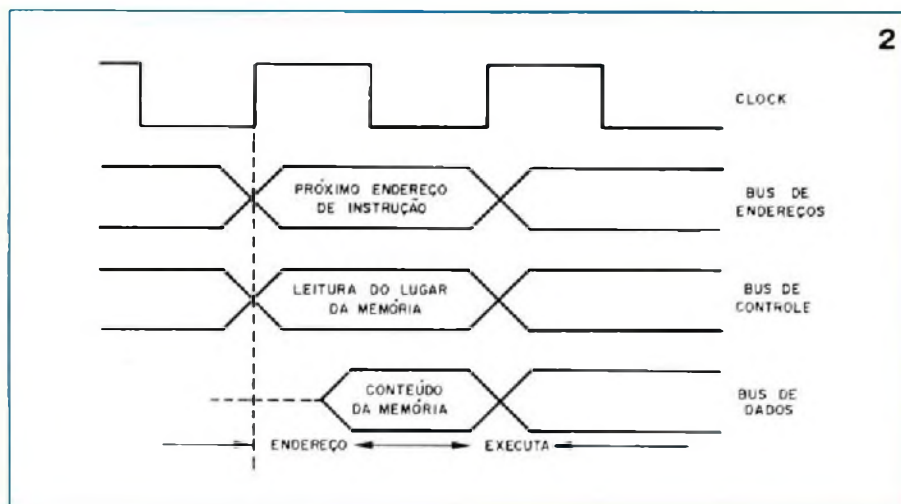 2
CLOCK
PRÓXIMO ENDEREÇO
DE INSTRUÇÃO
BUS DE
ENDEREÇOS
LEITURA DO LUGAR
DA MEMÓRIA
BUS DE
CONTROLE
CONTEÚDO
DA MEMÓRIA
BUS DE
DADOS
ENDEREÇO
EXECUTA